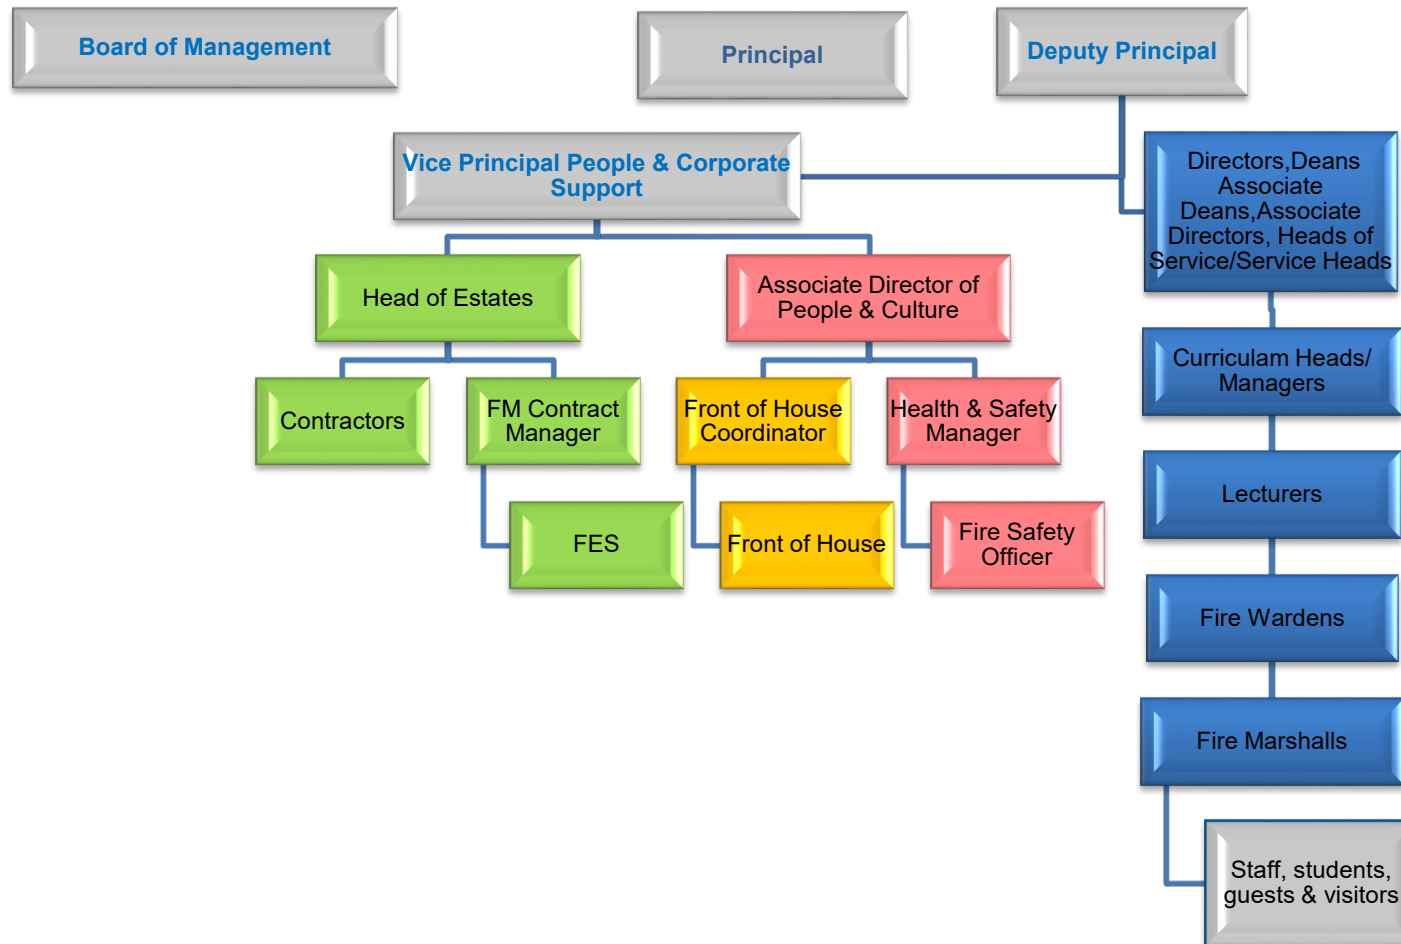 Board of Management
Principal
Deputy Principal
Vice Principal People & Corporate
Support
Directors,Deans
Associate
Deans,Associate
Directors, Heads of
Service/Service Heads
Head of Estates
Associate Director of
People & Culture
Curriculam Heads/
Managers
Contractors
FM Contract
Manager
Front of House
Coordinator
Health & Safety
Manager
Lecturers
FES
Front of House
Fire Safety
Officer
Fire Wardens
Fire Marshalls
Staff, students,
guests & visitors